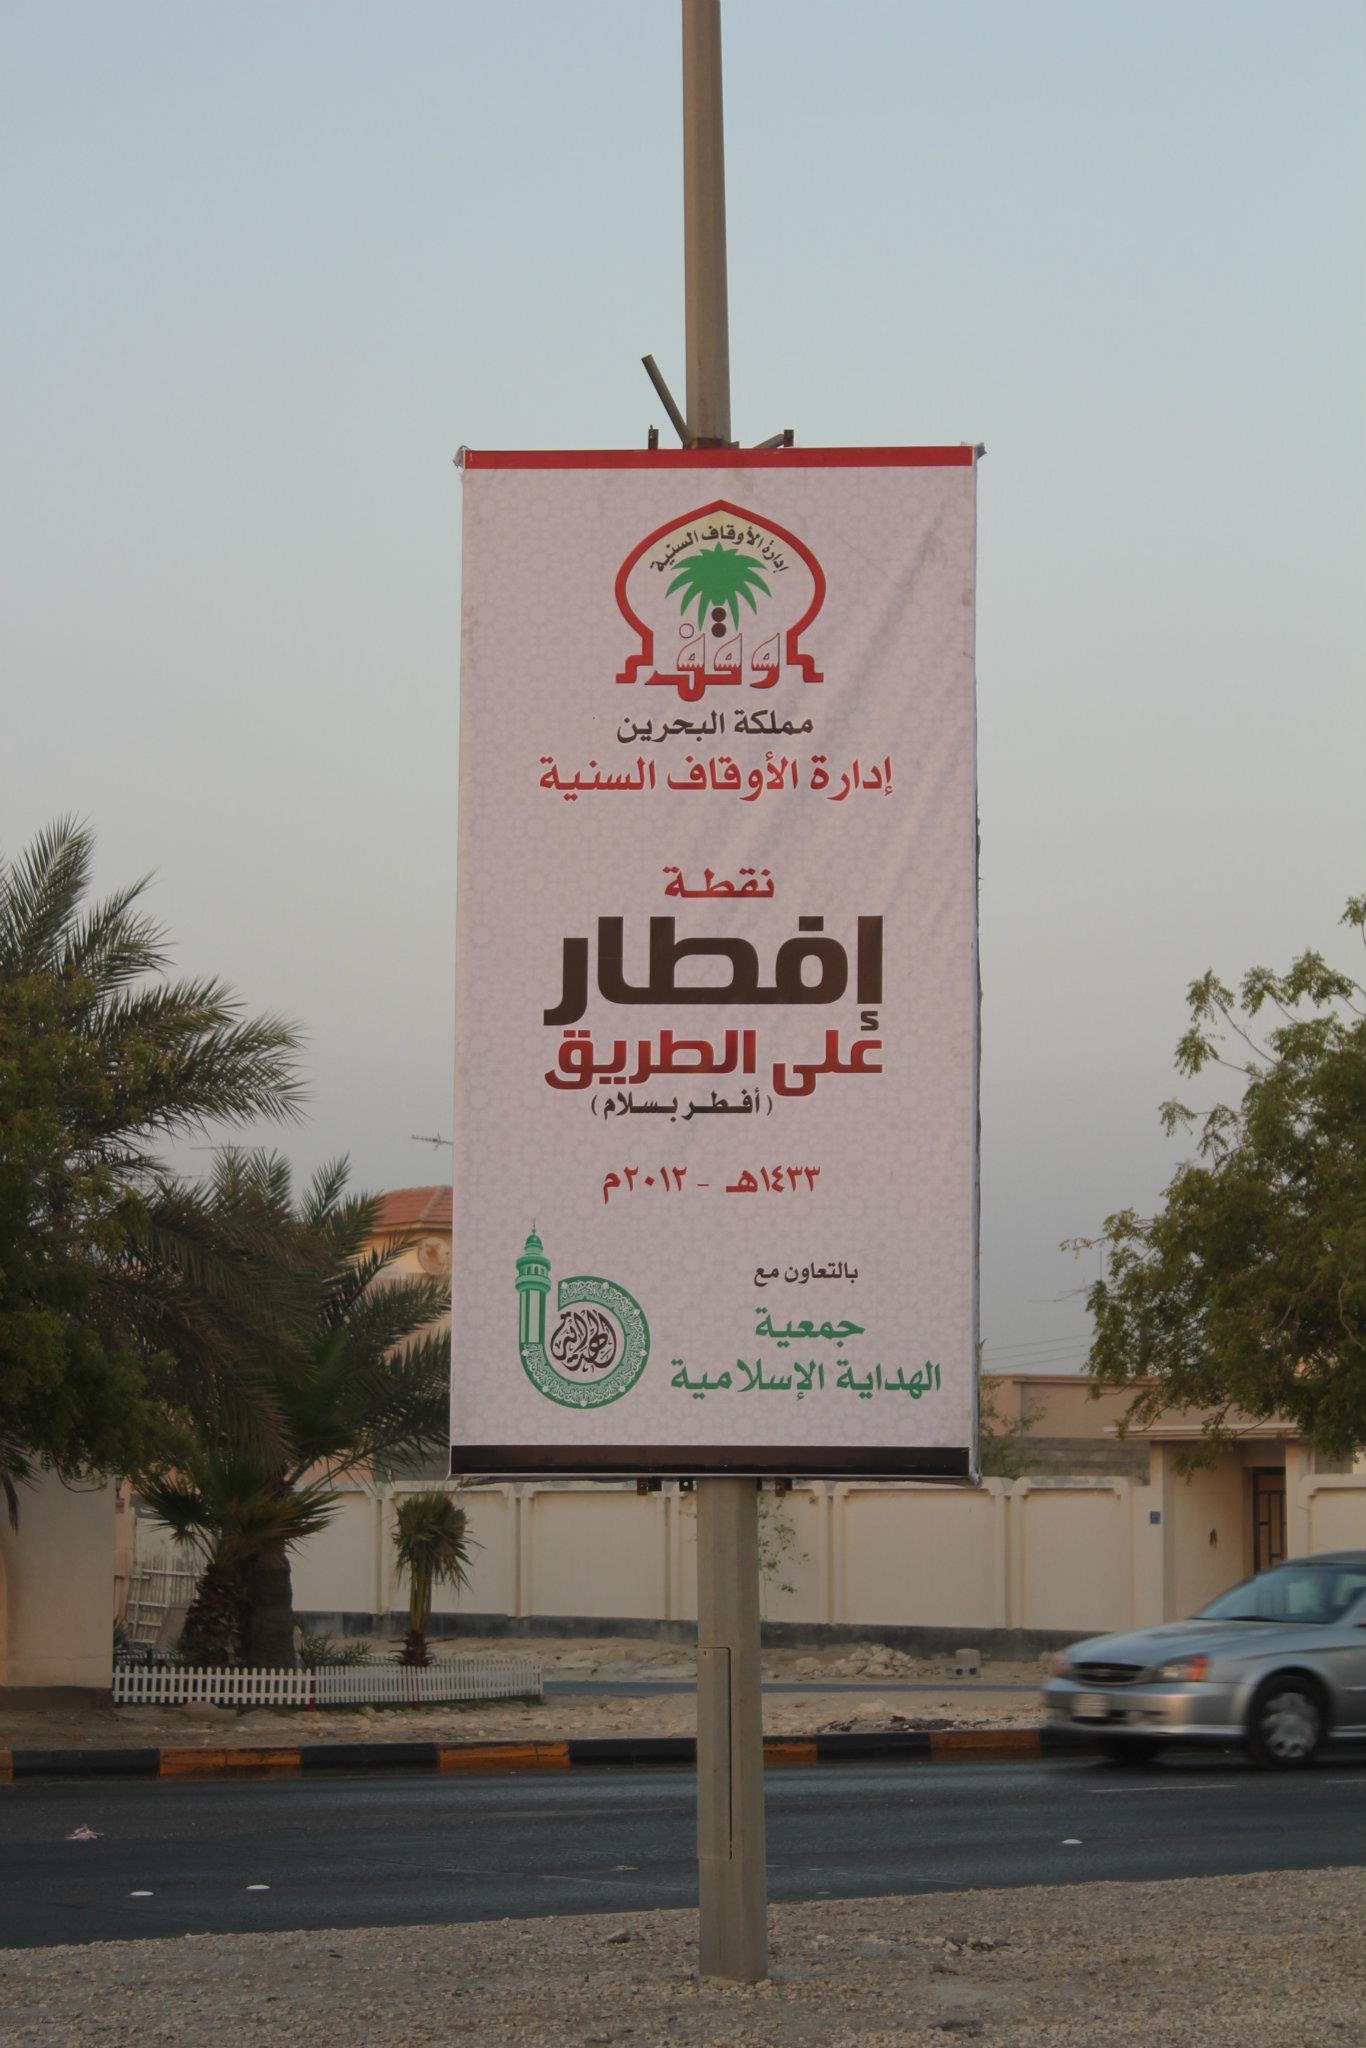 إدارة الأوقاف السنية
وقف
مملكة البحرين
إدارة الأوقاف السنية
نقطة
إفطار
على الطريق
(أفطر بسلام)
١٤٣٣هـ - ٢٠١٢م
بالتعاون مع
جمعية
الهداية الإسلامية
الهداية